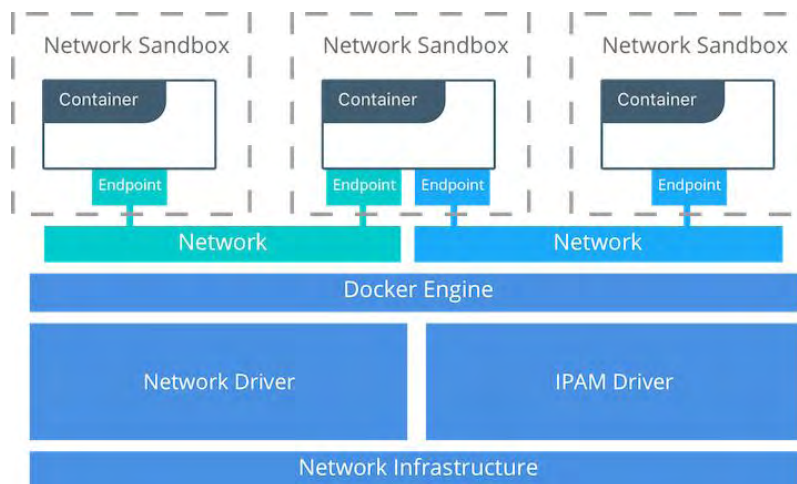 Network Sandbox Network Sandbox Network Sandbox
Container Container Container
Endpoint Endpoint Endpoint Endpoint
Network Network
Docker Engine
Network Driver IPAM Driver
Network Infrastructure